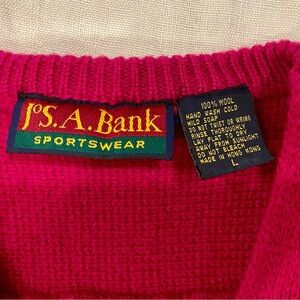 JoS.A.Bank
SPORTSWEAR
100% WOOL
HAND WASH COLD
MILD SOAP
DO NOT TWIST OR WRING
RINSE THOROUGHLY
LAY FLAT TO DRY
AWAY FROM SUNLIGHT
DO NOT BLEACH
MADE IN HONG KONG
L